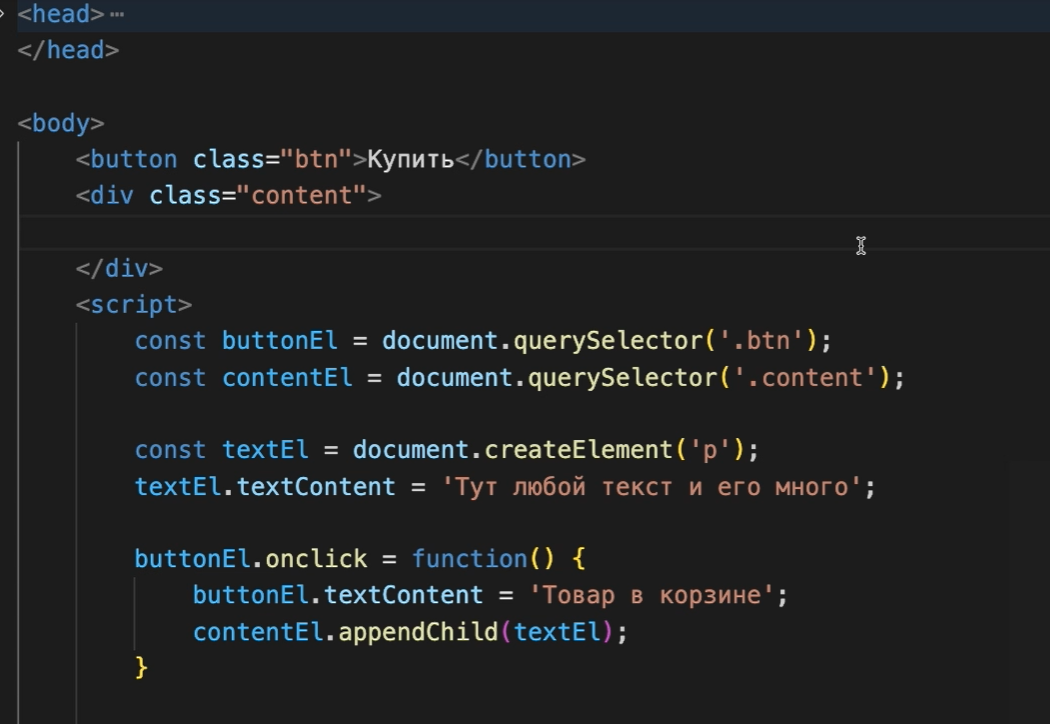 <head>…
</head>
<body>
<button class="btn">Купить</button>
<div class="content">
</div>
<script>
const buttonEl = document.querySelector('.btn');
const contentEl = document.querySelector('.content');
const textEl = document.createElement('p');
textEl.textContent = 'Тут любой текст и его много';
buttonEl.onclick = function() {
buttonEl.textContent = 'Товар в корзине';
contentEl.appendChild(textEl);
}